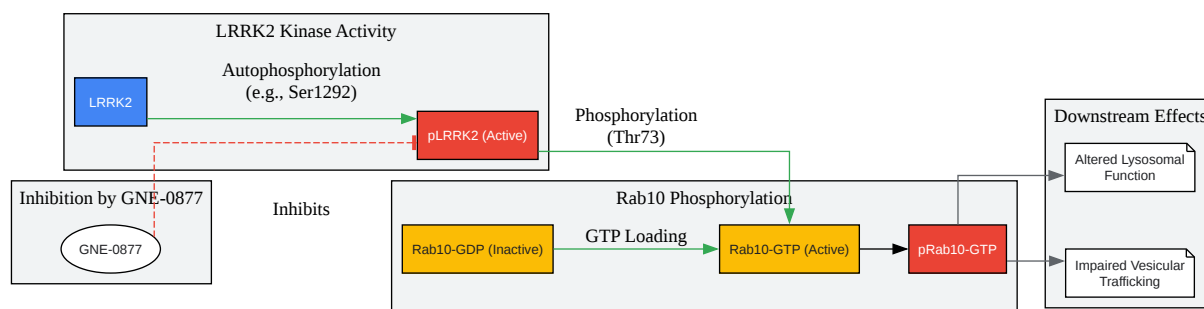 LRRK2 Kinase Activity
Autophosphorylation
(e.g., Ser1292)
LRRK2
pLRRK2 (Active)
Phosphorylation
(Thr73)
Inhibition by GNE-0877
GNE-0877
Inhibits
Rab10 Phosphorylation
Rab10-GDP (Inactive)
GTP Loading
Rab10-GTP (Active)
pRab10-GTP
Downstream Effects
Altered Lysosomal
Function
Impaired Vesicular
Trafficking